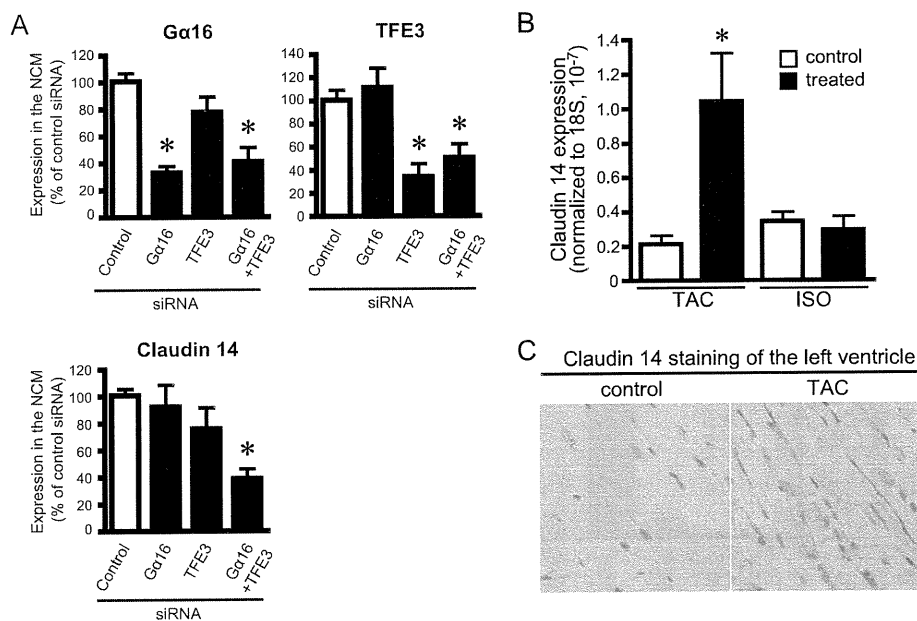 A
Gα16
Expression in the NCM
(% of control siRNA)
120
100
80
60
40
20
0
*
*
Control
Gα16
TFE3
Gα16
+TFE3
siRNA
TFE3
140
120
100
80
60
40
20
0
*
*
Control
Gα16
TFE3
Gα16
+TFE3
siRNA
Claudin 14
Expression in the NCM
(% of control siRNA)
120
100
80
60
40
20
*
Control
Gα16
TFE3
Gα16
+TFE3
siRNA
B
Claudin 14 expression
(normalized to 18S, 10-7)
1.4
1.2
1.0
0.8
0.6
0.4
0.2
0
*
control
treated
TAC
ISO
C
Claudin 14 staining of the left ventricle
control
TAC